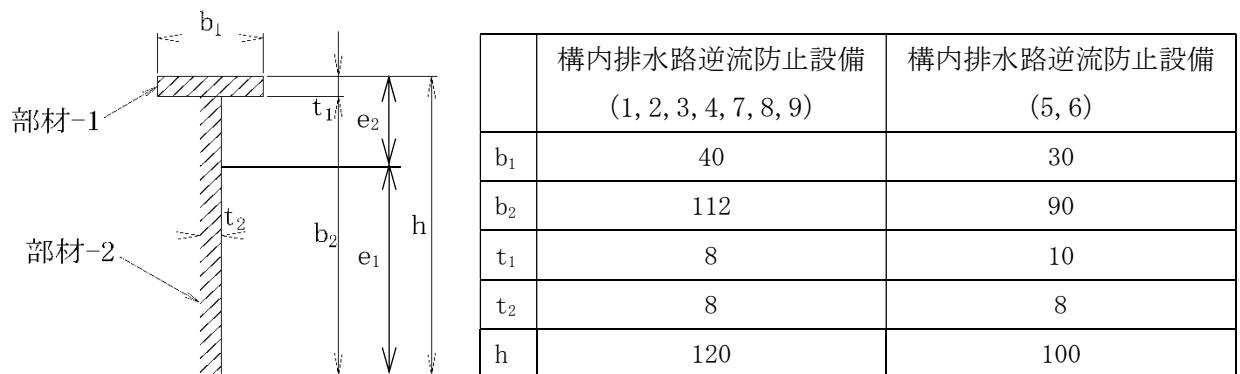 b₁
部材-1
t₁
e₂
t₂
b₂
e₁
h
部材-2
構内排水路逆流防止設備 構内排水路逆流防止設備
(1, 2, 3, 4, 7, 8, 9) (5, 6)
b₁ 40 30
b₂ 112 90
t₁ 8 10
t₂ 8 8
h 120 100